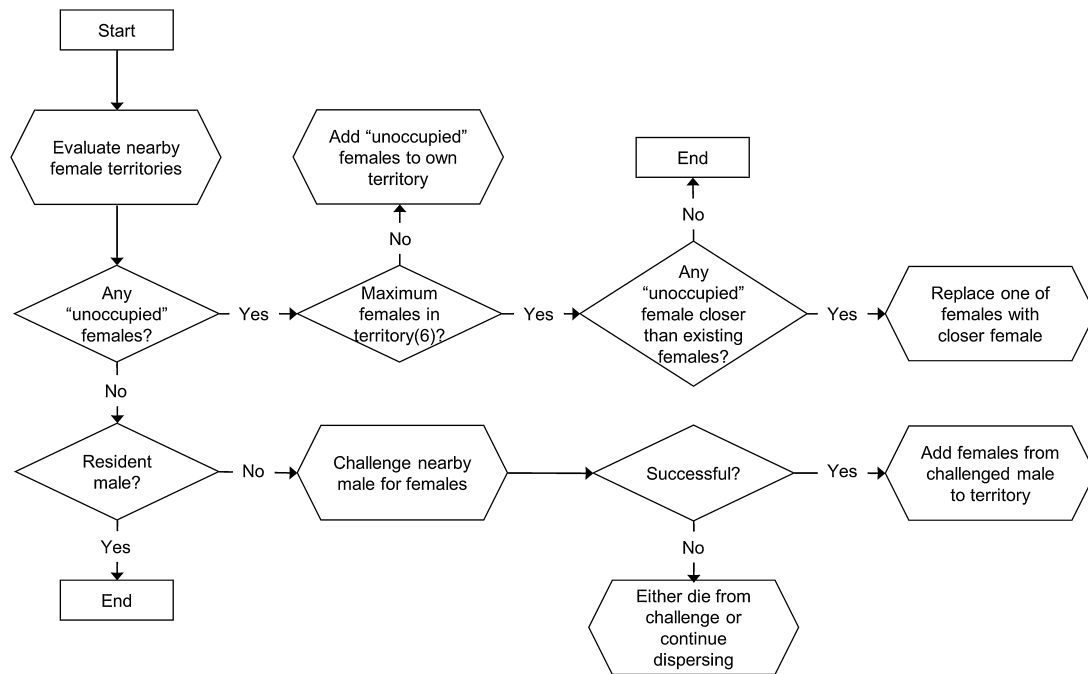 Start
Evaluate nearby
female territories
Add “unoccupied”
females to own
territory
End
No
No
Any
“unoccupied”
females?
Yes
Maximum
females in
territory(6)?
Yes
Any
“unoccupied”
female closer
than existing
females?
Yes
Replace one of
females with
closer female
No
Resident
male?
No
Challenge nearby
male for females
Successful?
Yes
Add females from
challenged male
to territory
Yes
No
End
Either die from
challenge or
continue
dispersing